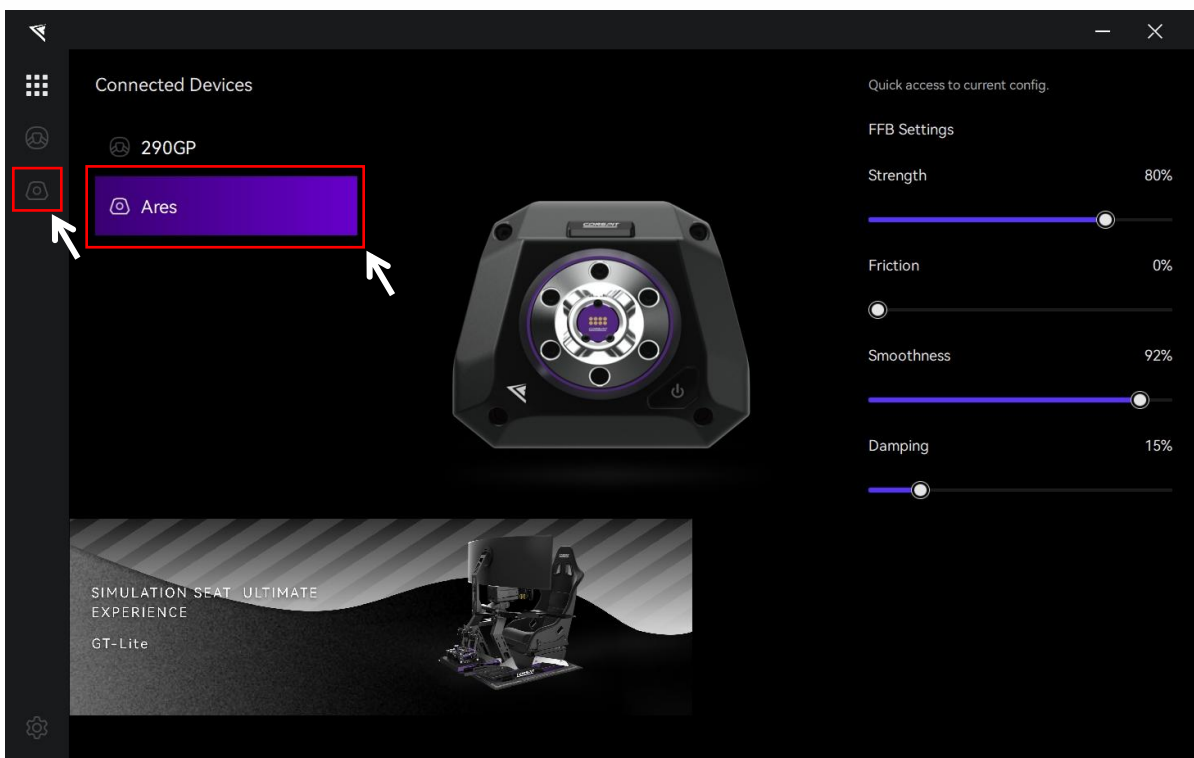 Connected Devices
290GP
Ares
Quick access to current config.
FFB Settings
Strength 80%
Friction 0%
Smoothness 92%
Damping 15%
SIMULATION SEAT ULTIMATE
EXPERIENCE
GT-Lite